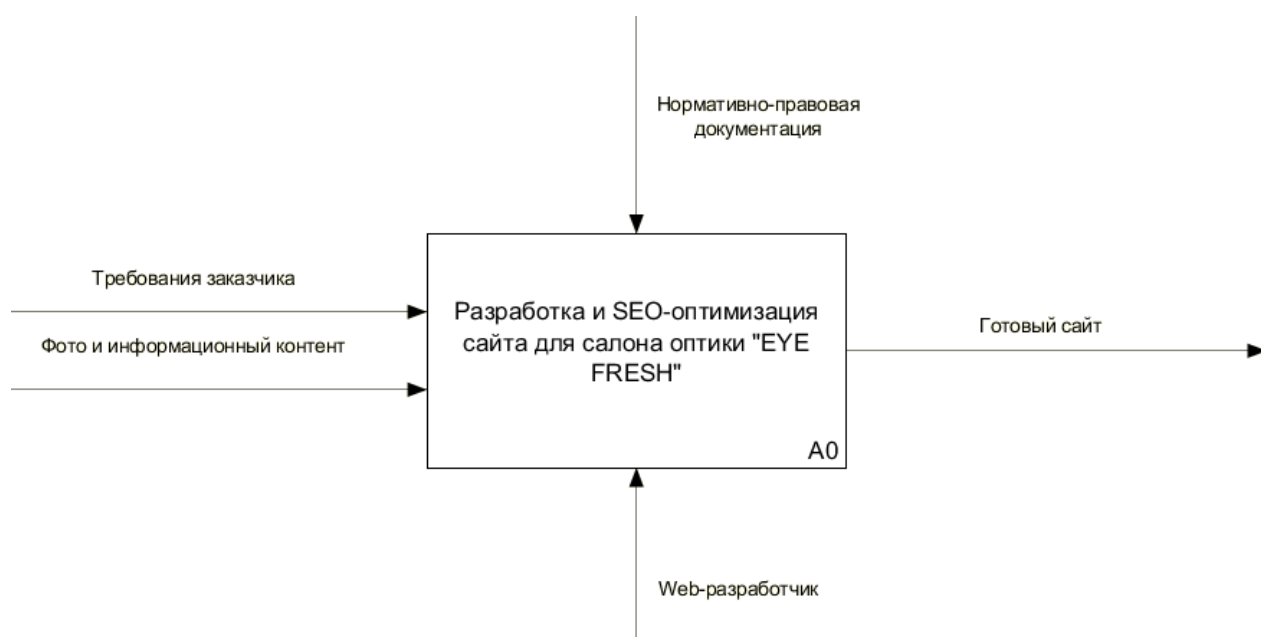 Нормативно-правовая
документация
Требования заказчика
Фото и информационный контент
Разработка и SEO-оптимизация
сайта для салона оптики "EYE
FRESH"
A0
Готовый сайт
Web-разработчик